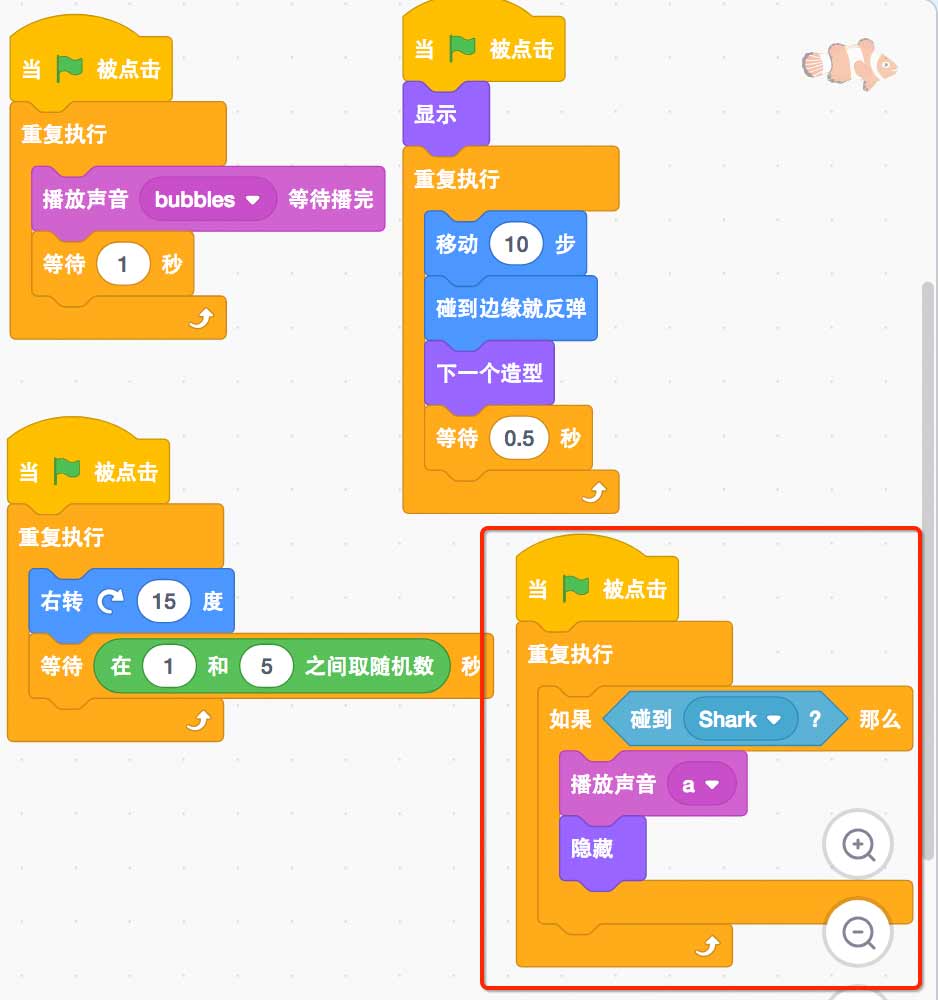 当 被点击
重复执行
播放声音 bubbles 等待播完
等待 1 秒
当 被点击
显示
重复执行
移动 10 步
碰到边缘就反弹
下一个造型
等待 0.5 秒
当 被点击
重复执行
右转 15 度
等待 在 1 和 5 之间取随机数 秒
当 被点击
重复执行
如果 碰到 Shark ? 那么
播放声音 a
隐藏